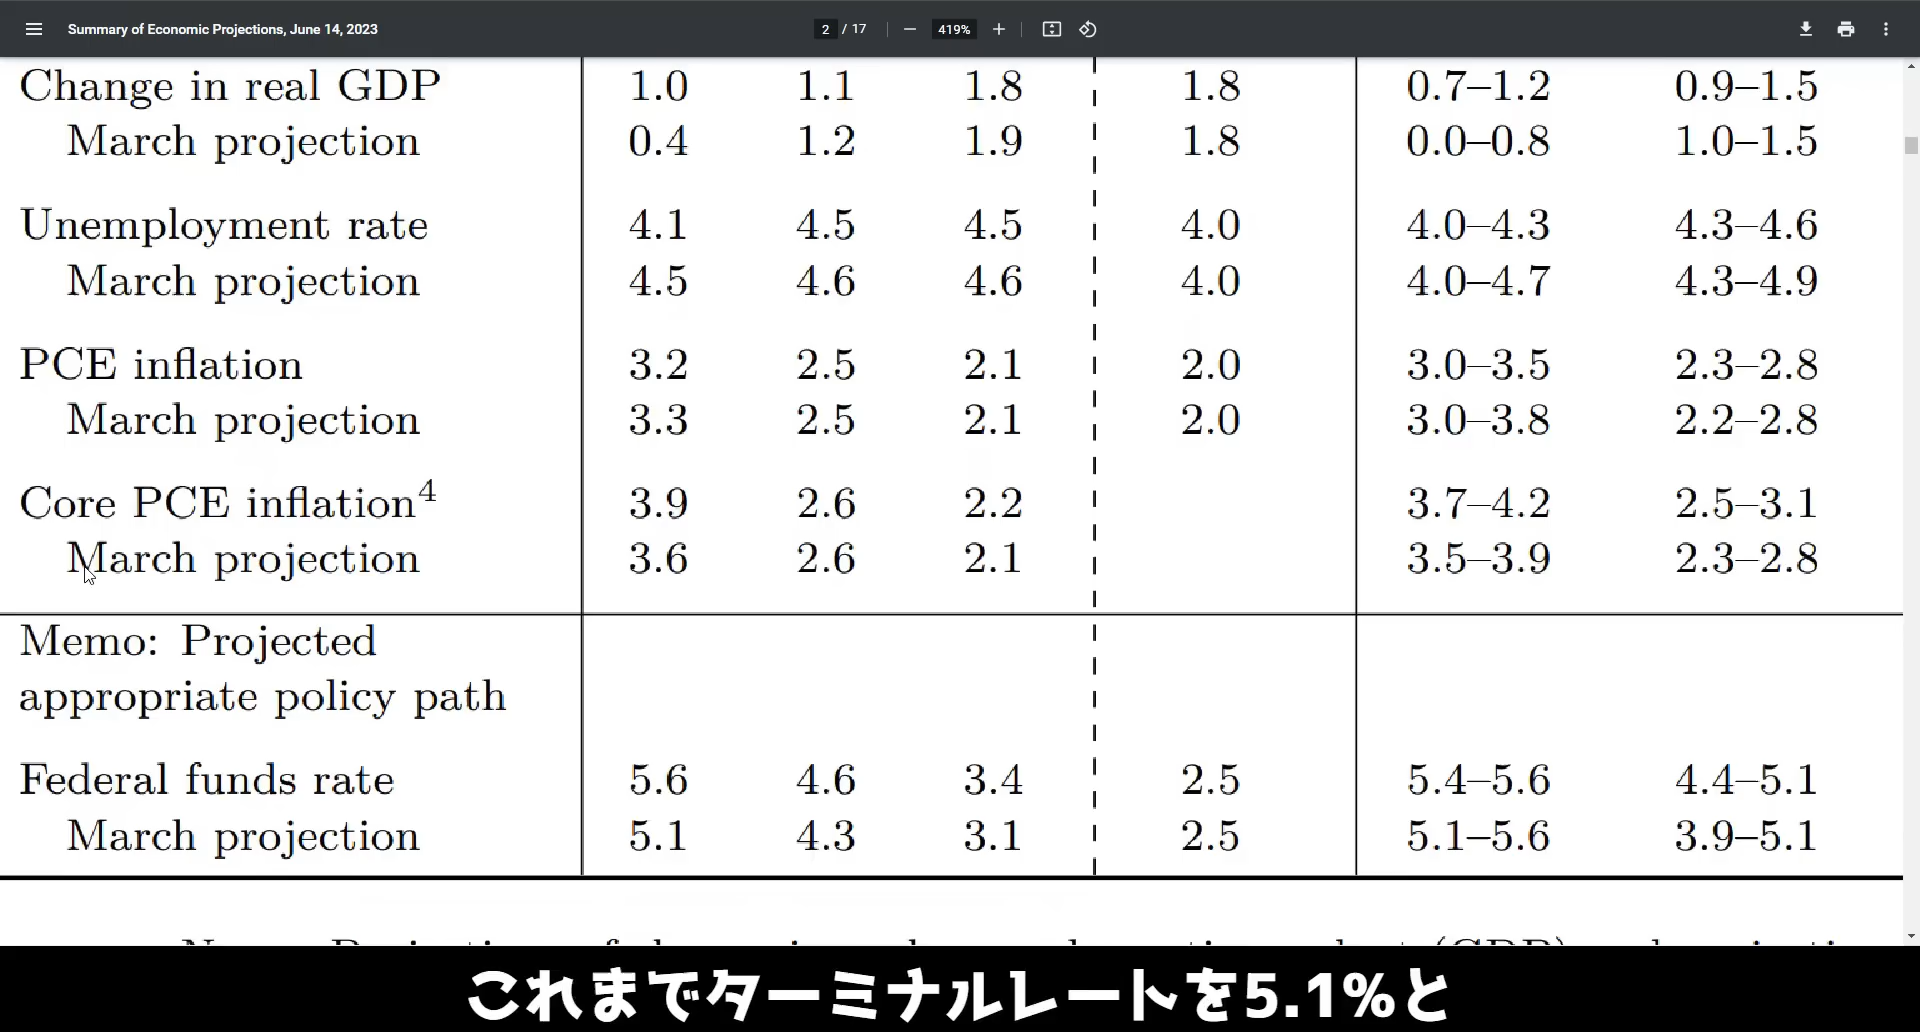 Summary of Economic Projections, June 14, 2023 2 / 17 419%
Change in real GDP 1.0 1.1 1.8 1.8 0.7–1.2 0.9–1.5
March projection 0.4 1.2 1.9 1.8 0.0–0.8 1.0–1.5
Unemployment rate 4.1 4.5 4.5 4.0 4.0–4.3 4.3–4.6
March projection 4.5 4.6 4.6 4.0 4.0–4.7 4.3–4.9
PCE inflation 3.2 2.5 2.1 2.0 3.0–3.5 2.3–2.8
March projection 3.3 2.5 2.1 2.0 3.0–3.8 2.2–2.8
Core PCE inflation⁴ 3.9 2.6 2.2 3.7–4.2 2.5–3.1
March projection 3.6 2.6 2.1 3.5–3.9 2.3–2.8
Memo: Projected
appropriate policy path
Federal funds rate 5.6 4.6 3.4 2.5 5.4–5.6 4.4–5.1
March projection 5.1 4.3 3.1 2.5 5.1–5.6 3.9–5.1
これまでターミナルレートを5.1%と